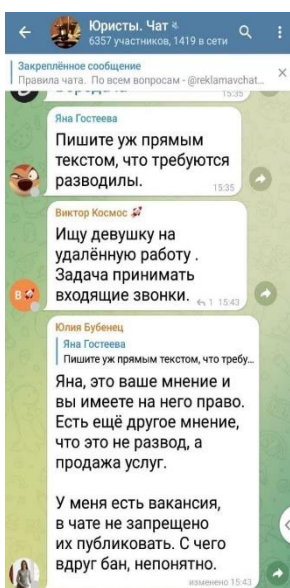 Юристы. Чат
6357 участников, 1419 в сети
Закреплённое сообщение
Правила чата. По всем вопросам - @reklamavchat...
15:35
Яна Гостеева
Пишите уж прямым
текстом, что требуются
разводилы.
15:35
Виктор Космос
Ищу девушку на
удалённую работу .
Задача принимать
входящие звонки.
1 15:43
Юлия Бубенец
Яна Гостеева
Пишите уж прямым текстом, что требу...
Яна, это ваше мнение и
вы имеете на него право.
Есть ещё другое мнение,
что это не развод, а
продажа услуг.
У меня есть вакансия,
в чате не запрещено
их публиковать. С чего
вдруг бан, непонятно.
изменено 15:43